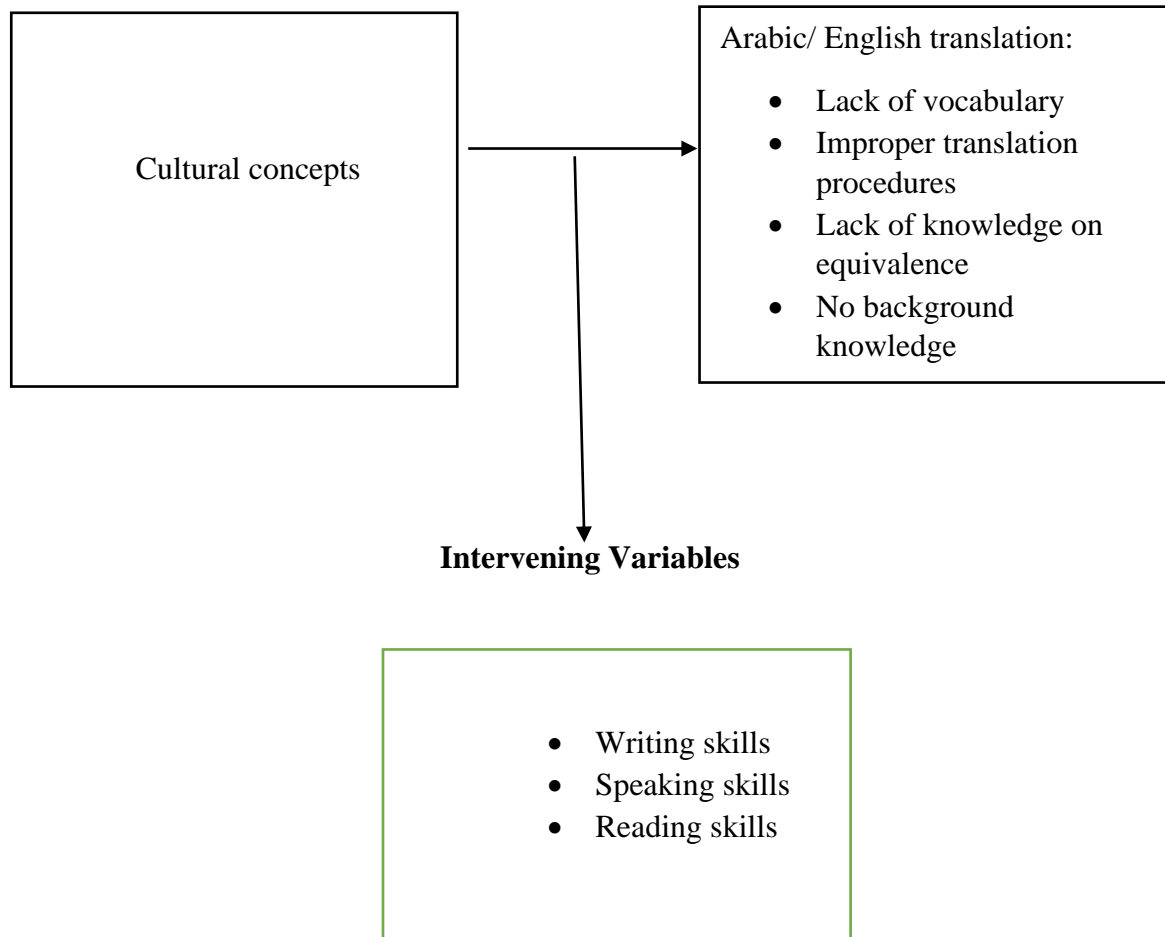 Cultural concepts
Arabic/ English translation:
• Lack of vocabulary
• Improper translation
procedures
• Lack of knowledge on
equivalence
• No background
knowledge
Intervening Variables
• Writing skills
• Speaking skills
• Reading skills